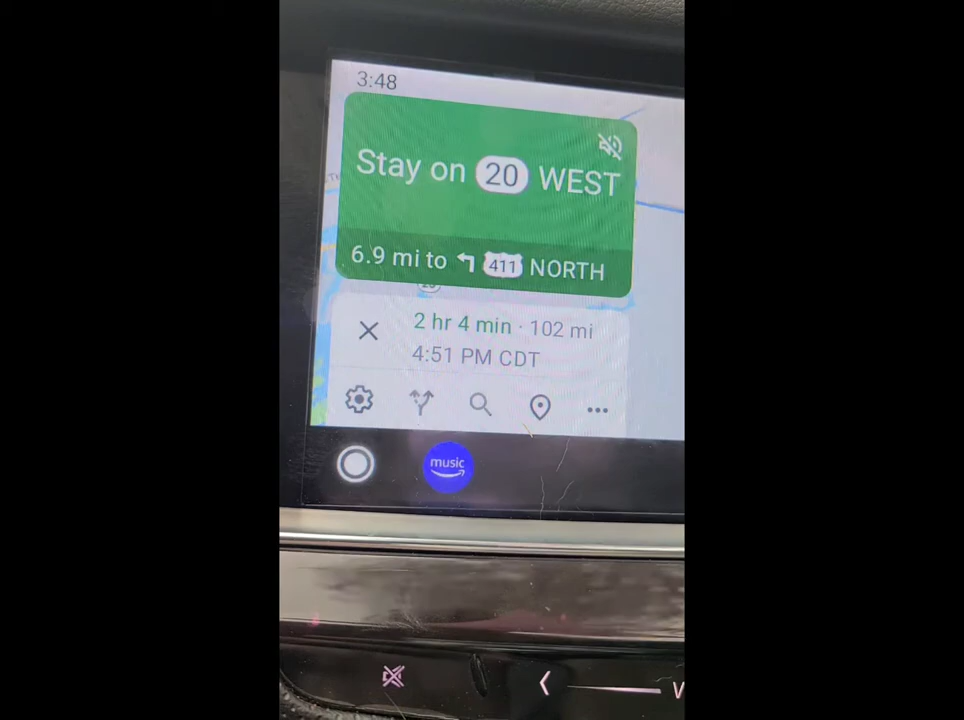 3:48
Stay on 20 WEST
6.9 mi to 411 NORTH
2 hr 4 min · 102 mi
4:51 PM CDT
music